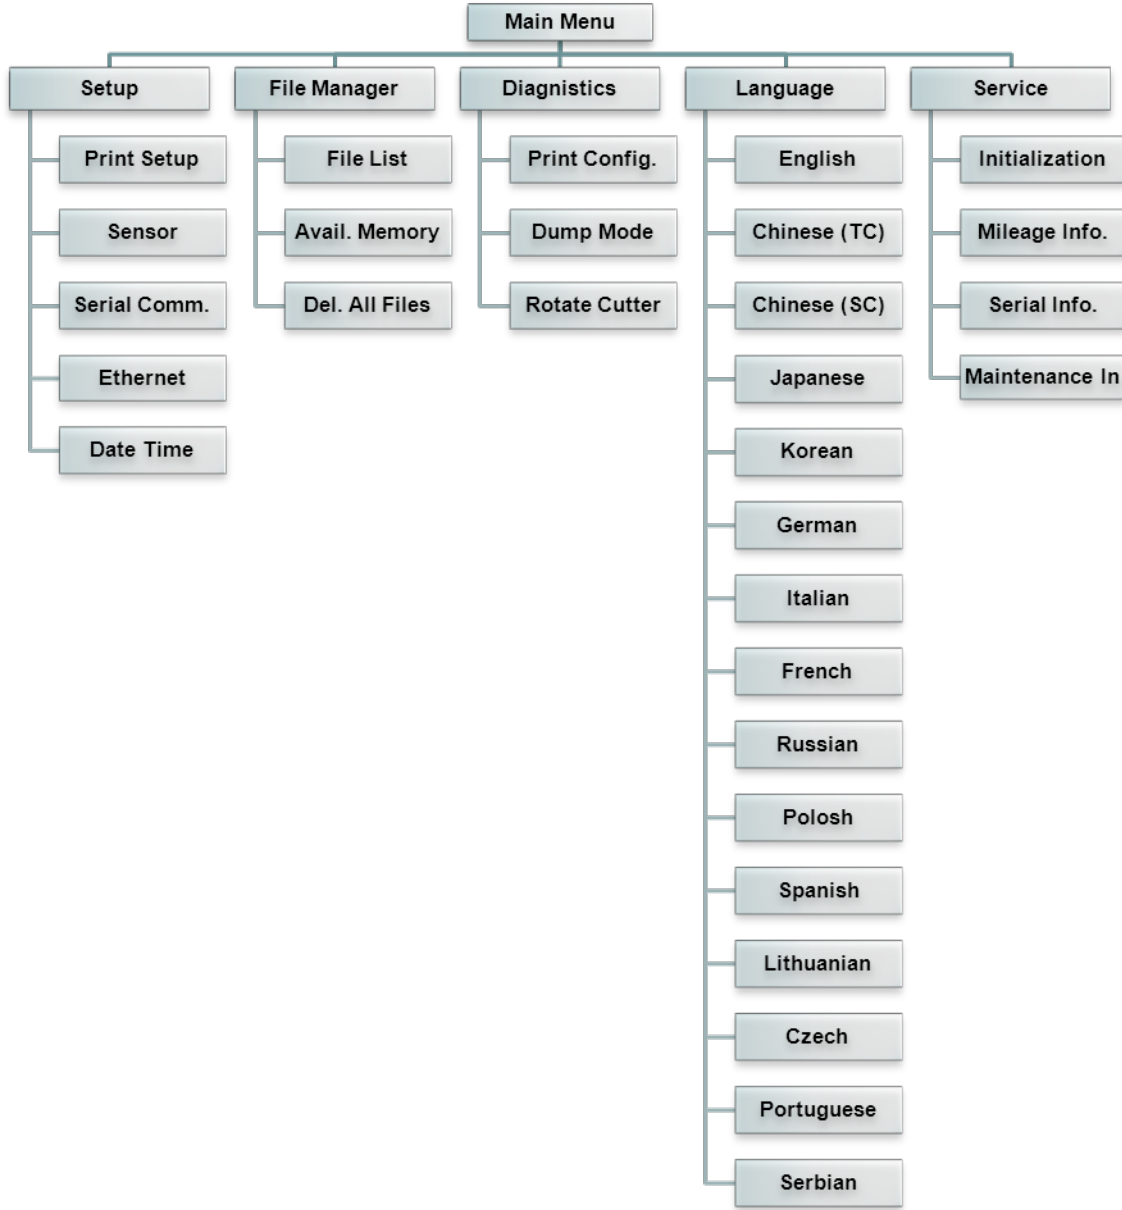 Main Menu
Setup
Print Setup
Sensor
Serial Comm.
Ethernet
Date Time
File Manager
File List
Avail. Memory
Del. All Files
Diagnistics
Print Config.
Dump Mode
Rotate Cutter
Language
English
Chinese (TC)
Chinese (SC)
Japanese
Korean
German
Italian
French
Russian
Polosh
Spanish
Lithuanian
Czech
Portuguese
Serbian
Service
Initialization
Mileage Info.
Serial Info.
Maintenance In